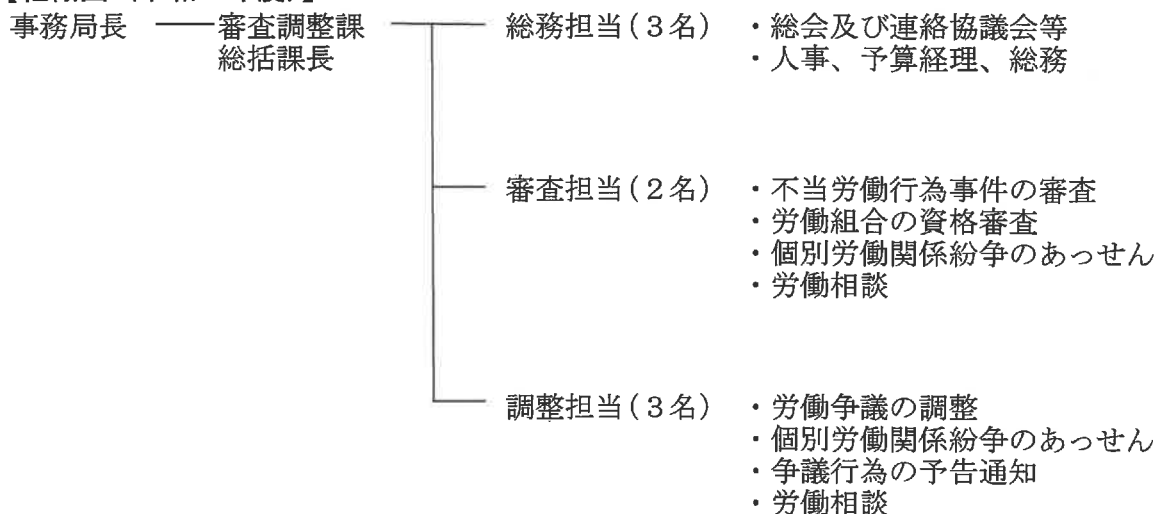 事務局長 審査調整課 総務担当(3名) ・総会及び連絡協議会等
総括課長 ・人事、予算経理、総務
審査担当(2名) ・不当労働行為事件の審査
・労働組合の資格審査
・個別労働関係紛争のあっせん
・労働相談
調整担当(3名) ・労働争議の調整
・個別労働関係紛争のあっせん
・争議行為の予告通知
・労働相談